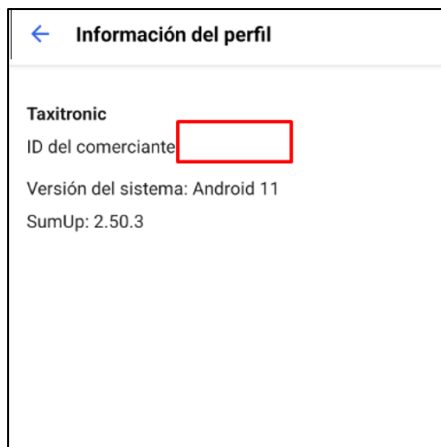 Información del perfil
Taxitronic
ID del comerciante
Versión del sistema: Android 11
SumUp: 2.50.3